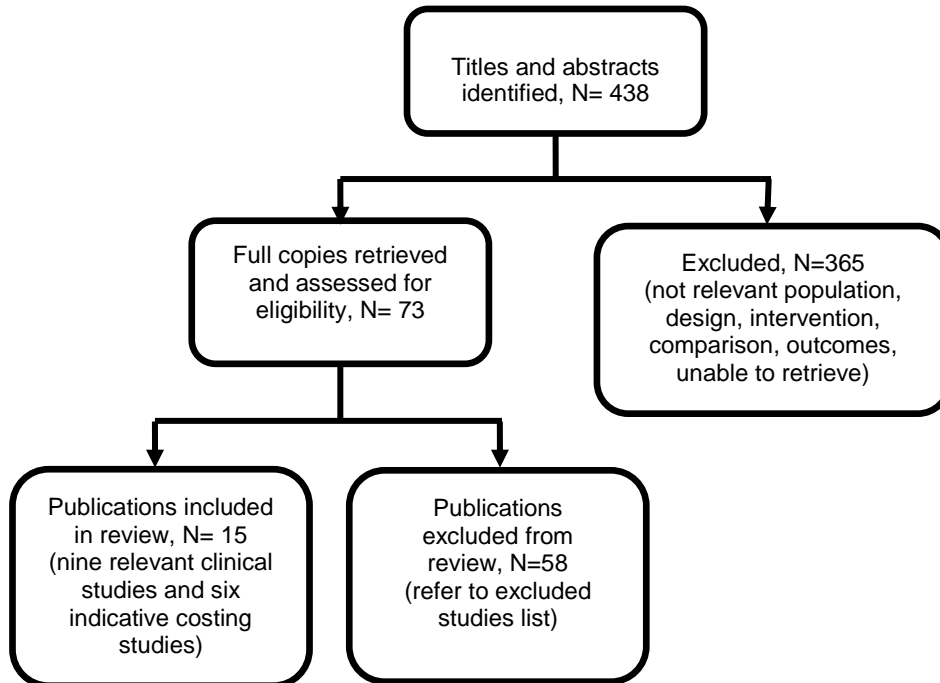 Titles and abstracts
identified, N= 438
Full copies retrieved
and assessed for
eligibility, N= 73
Excluded, N=365
(not relevant population,
design, intervention,
comparison, outcomes,
unable to retrieve)
Publications included
in review, N= 15
(nine relevant clinical
studies and six
indicative costing
studies)
Publications
excluded from
review, N=58
(refer to excluded
studies list)